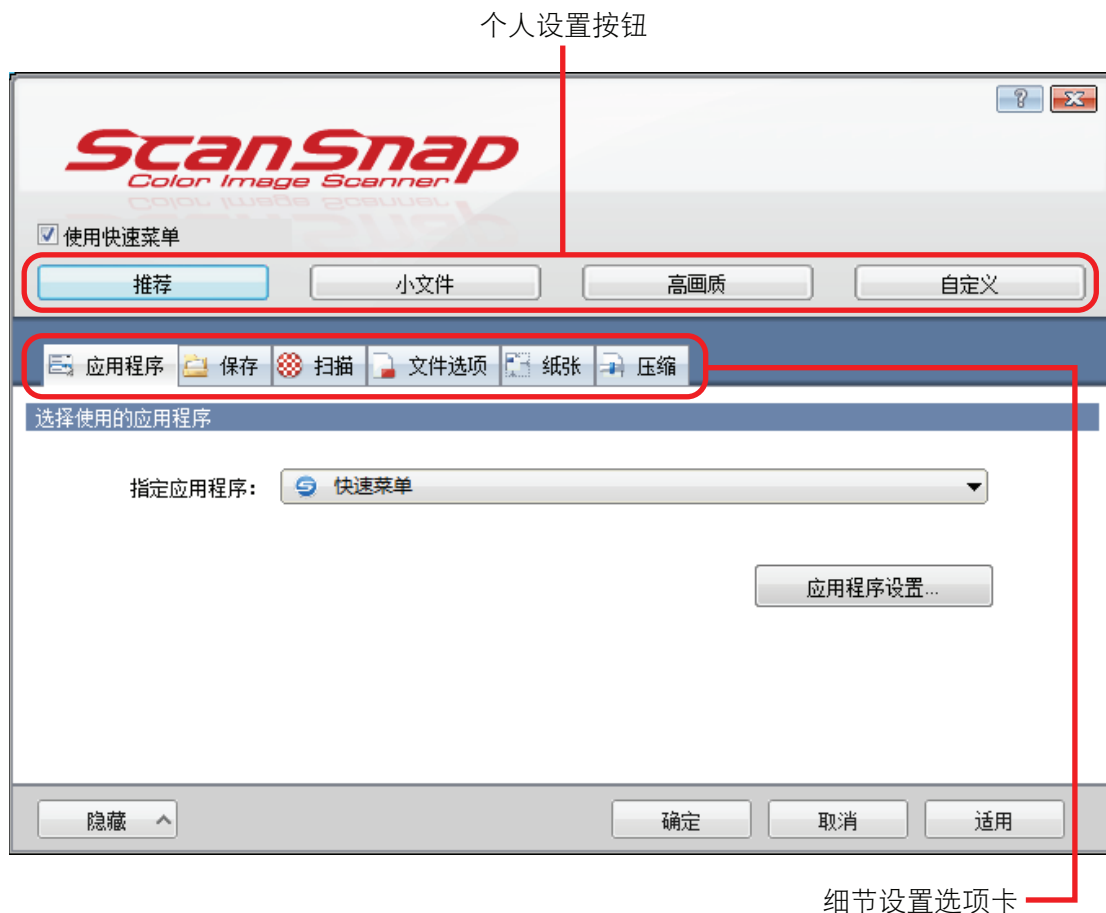 个人设置按钮
ScanSnap
Color Image Scanner
使用快速菜单
推荐 小文件 高画质 自定义
应用程序 保存 扫描 文件选项 纸张 压缩
选择使用的应用程序
指定应用程序: 快速菜单
应用程序设置...
隐藏 确定 取消 适用
细节设置选项卡